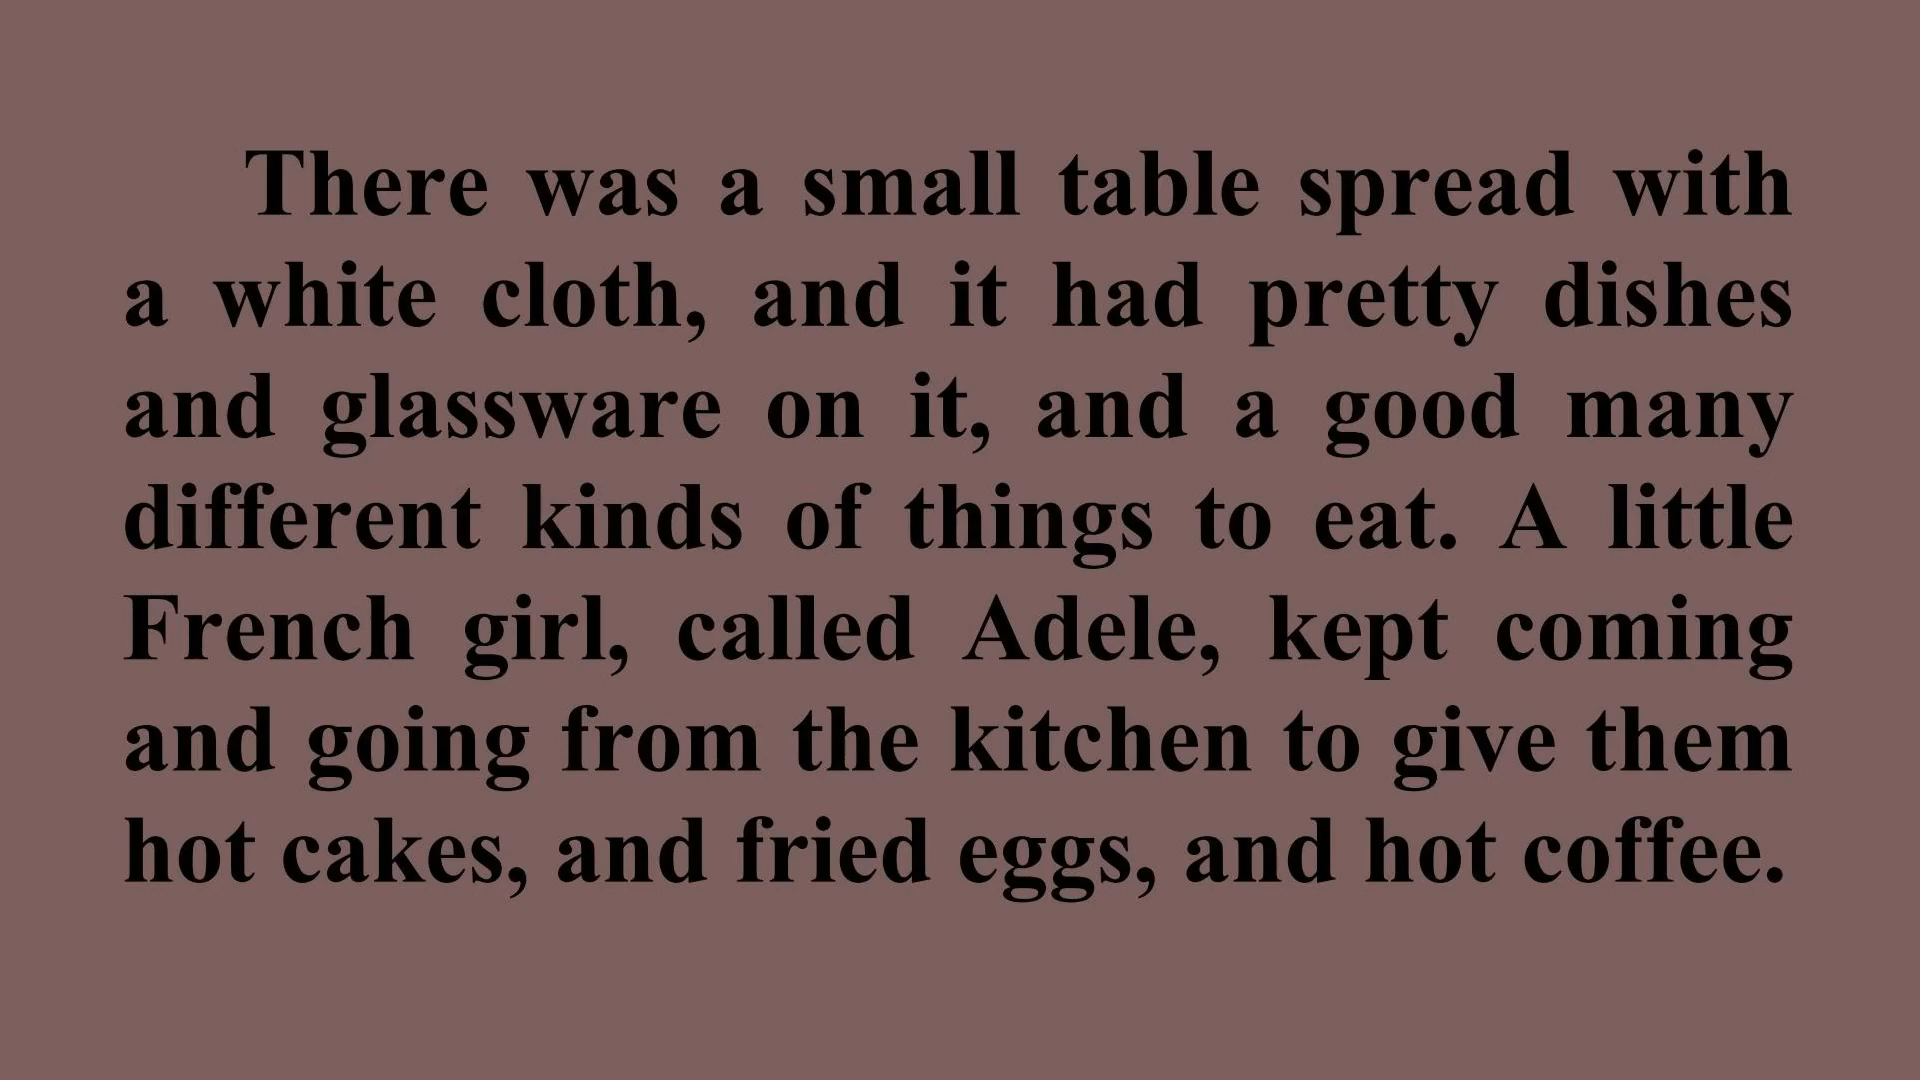 There was a small table spread with
a white cloth, and it had pretty dishes
and glassware on it, and a good many
different kinds of things to eat. A little
French girl, called Adele, kept coming
and going from the kitchen to give them
hot cakes, and fried eggs, and hot coffee.